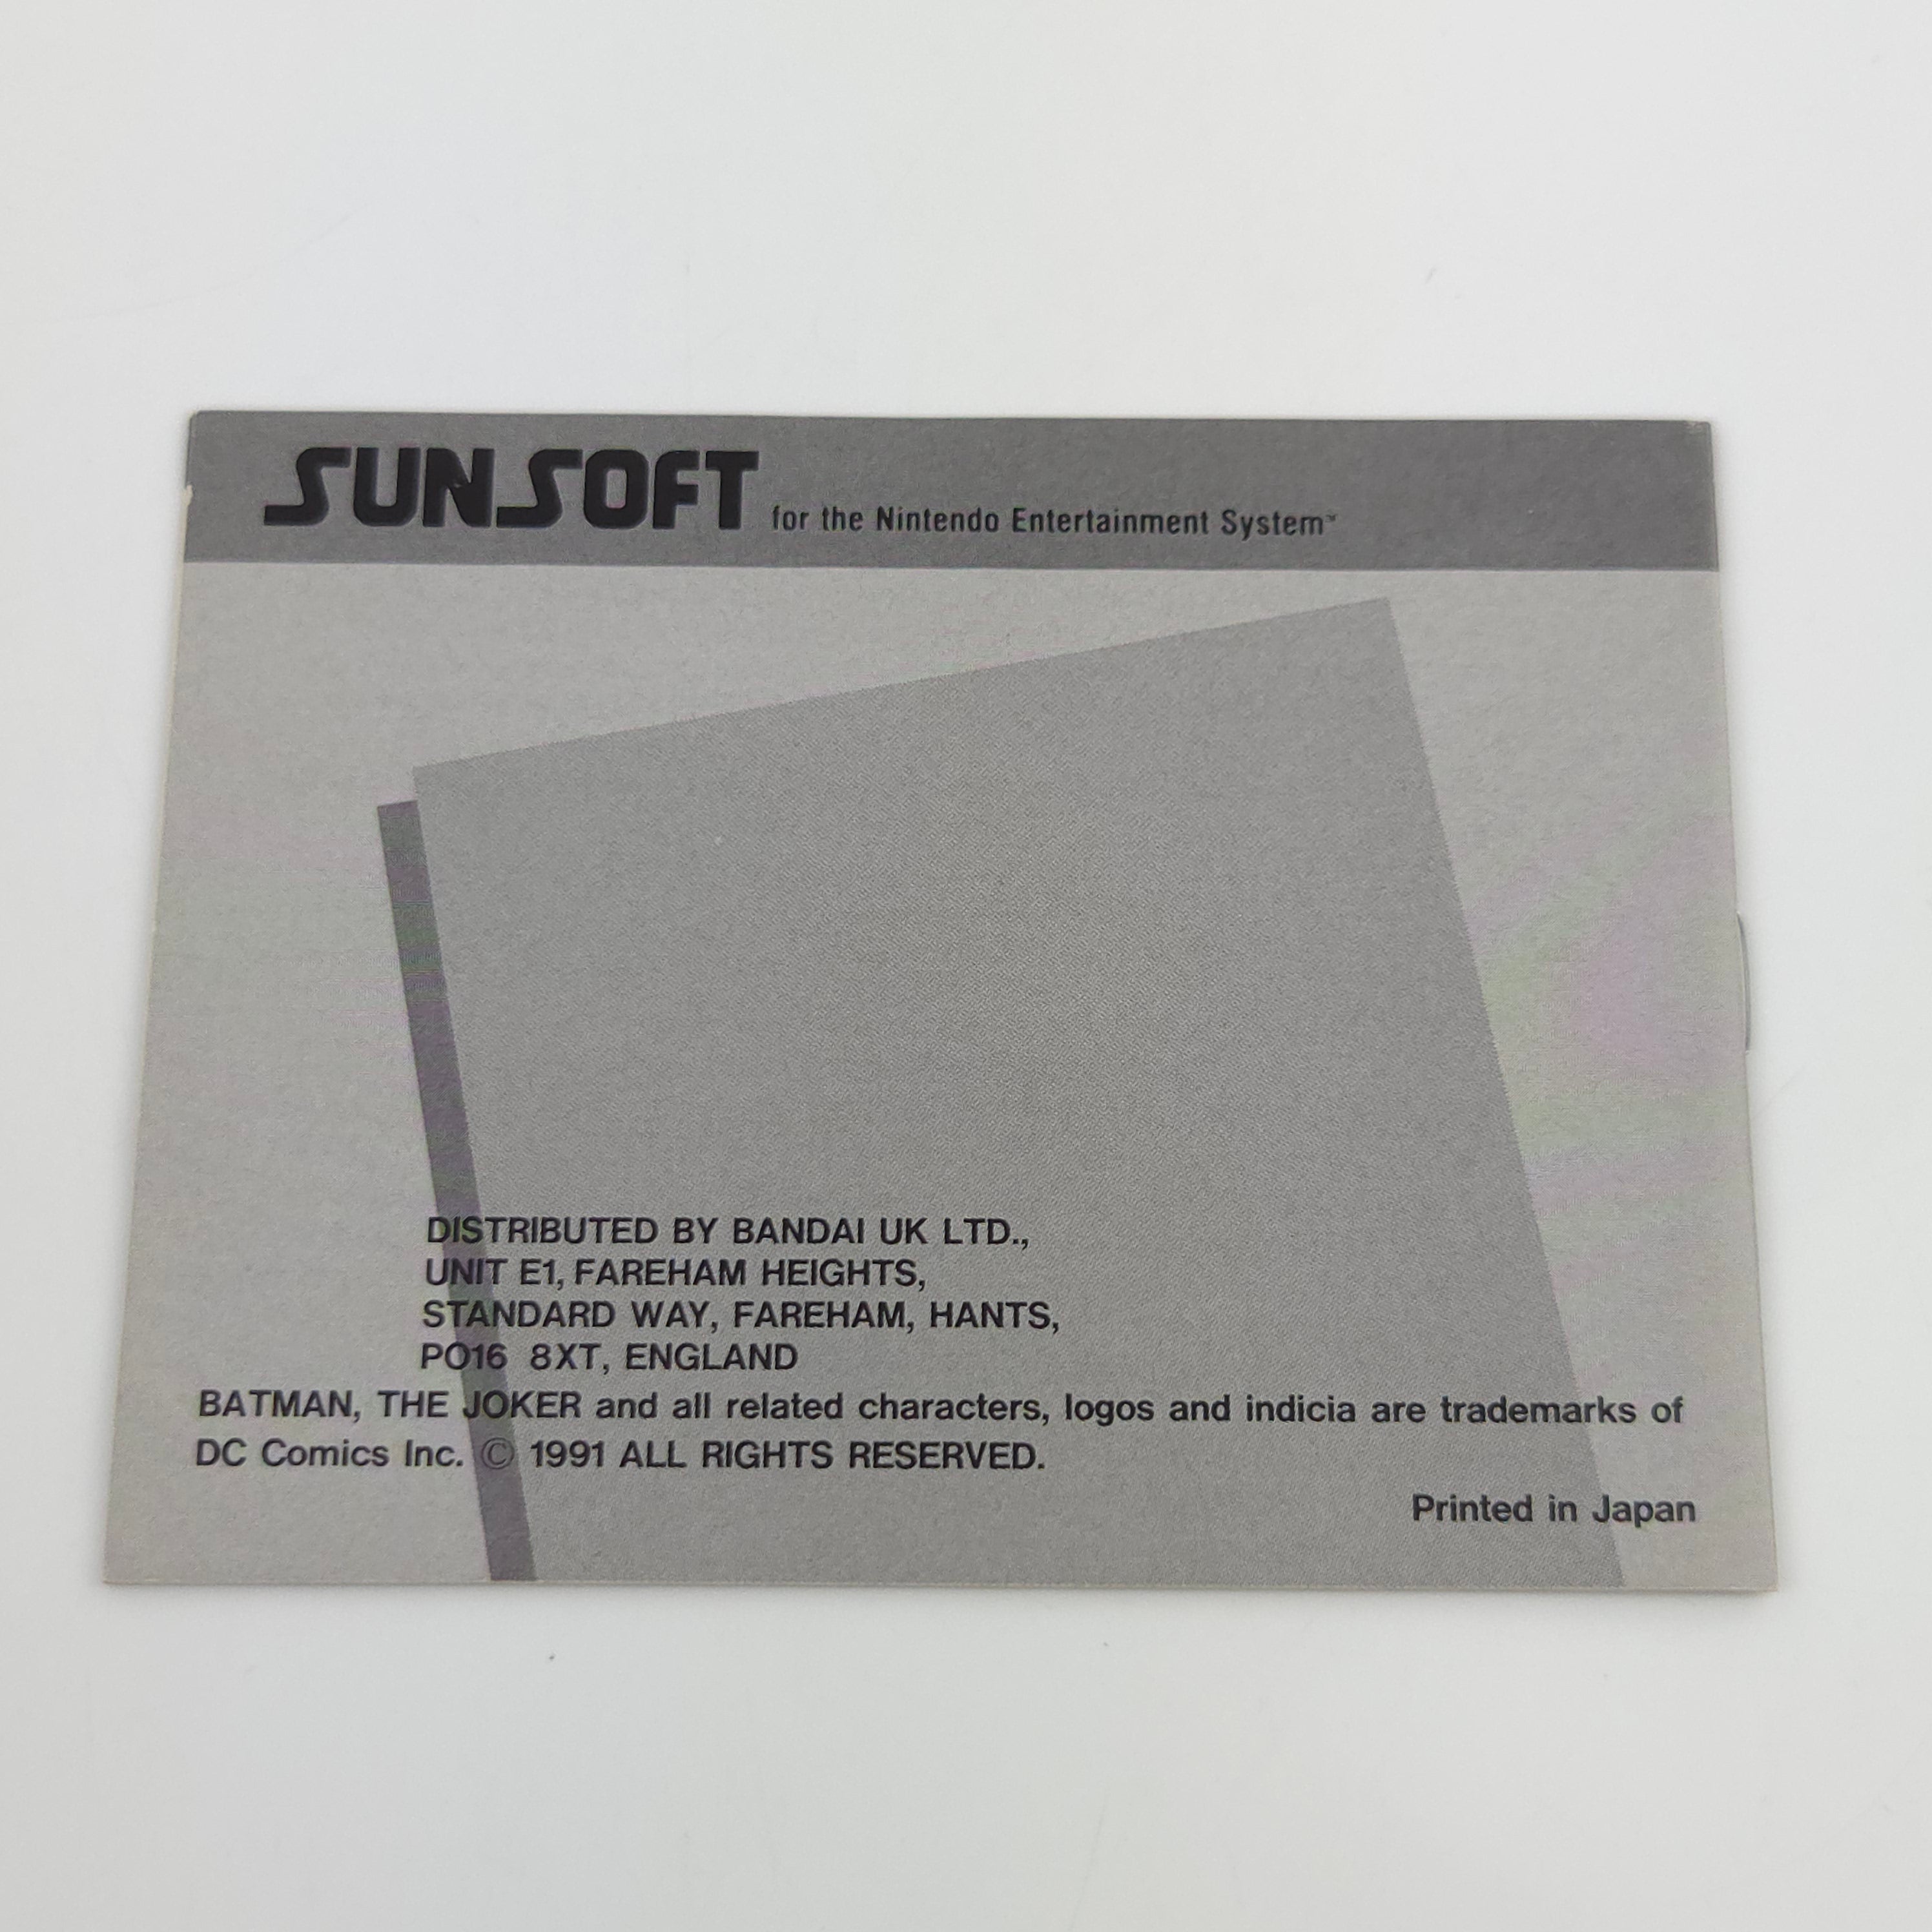 SUNSOFT for the Nintendo Entertainment System™
DISTRIBUTED BY BANDAI UK LTD.,
UNIT E1, FAREHAM HEIGHTS,
STANDARD WAY, FAREHAM, HANTS,
PO16 8XT, ENGLAND
BATMAN, THE JOKER and all related characters, logos and indicia are trademarks of
DC Comics Inc. © 1991 ALL RIGHTS RESERVED.
Printed in Japan